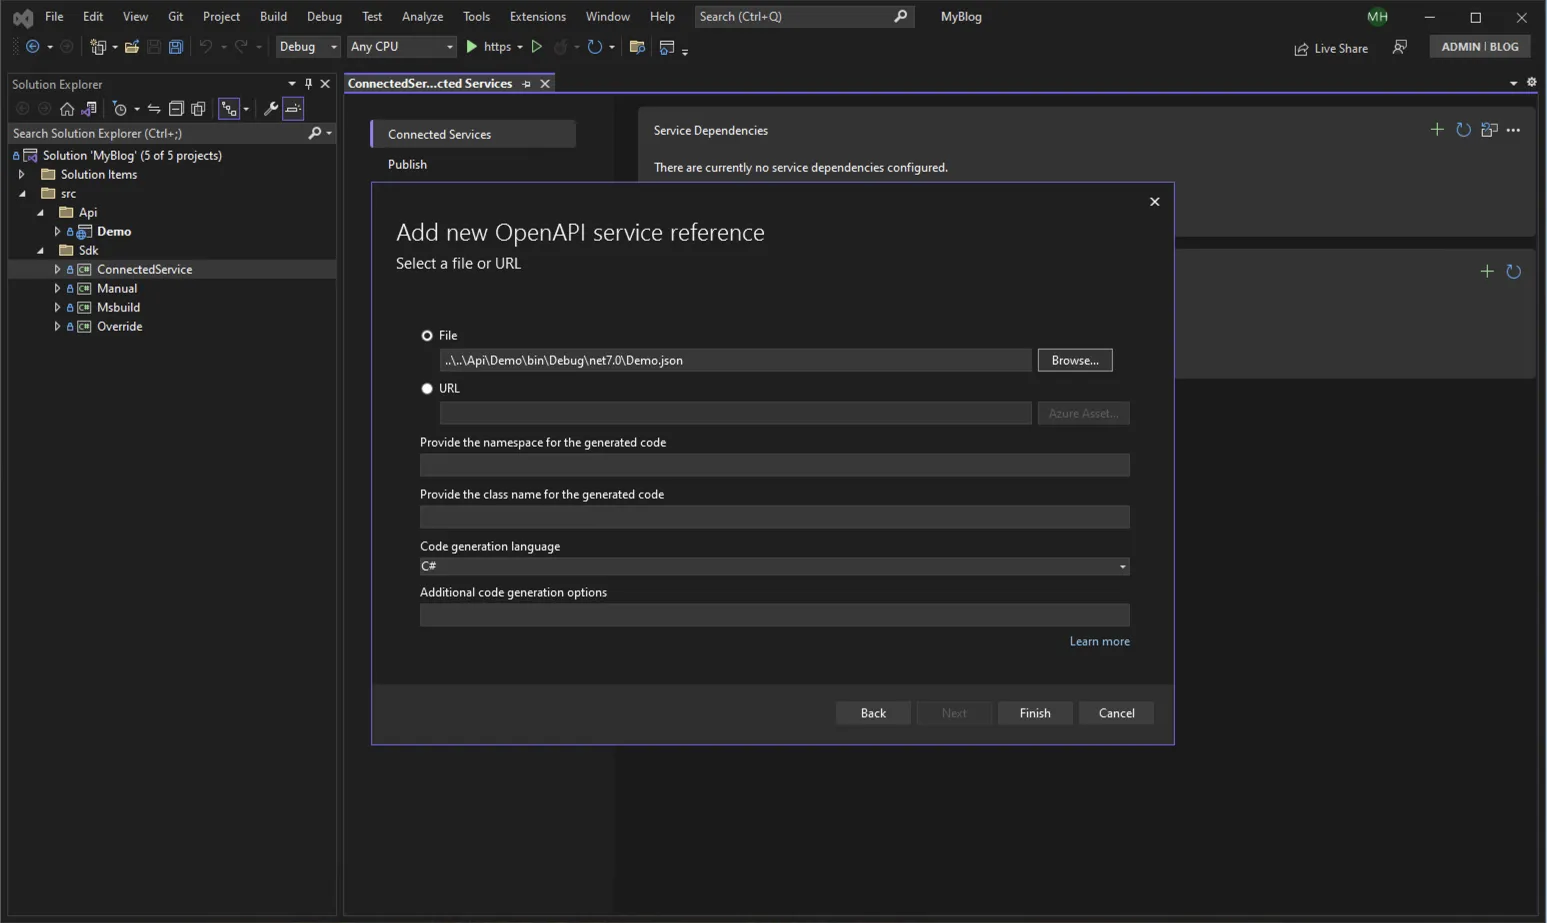 File Edit View Git Project Build Debug Test Analyze Tools Extensions Window Help Search (Ctrl+Q) MyBlog MH
Debug Any CPU https Live Share ADMIN | BLOG
Solution Explorer
Search Solution Explorer (Ctrl+;)
Solution 'MyBlog' (5 of 5 projects)
Solution Items
src
Api
Demo
Sdk
C# ConnectedService
C# Manual
C# Msbuild
C# Override
ConnectedSer...cted Services
Connected Services
Publish
Service Dependencies
There are currently no service dependencies configured.
Add new OpenAPI service reference
Select a file or URL
File
..\..\Api\Demo\bin\Debug\net7.0\Demo.json Browse...
URL
Azure Asset...
Provide the namespace for the generated code
Provide the class name for the generated code
Code generation language
C#
Additional code generation options
Learn more
Back Next Finish Cancel